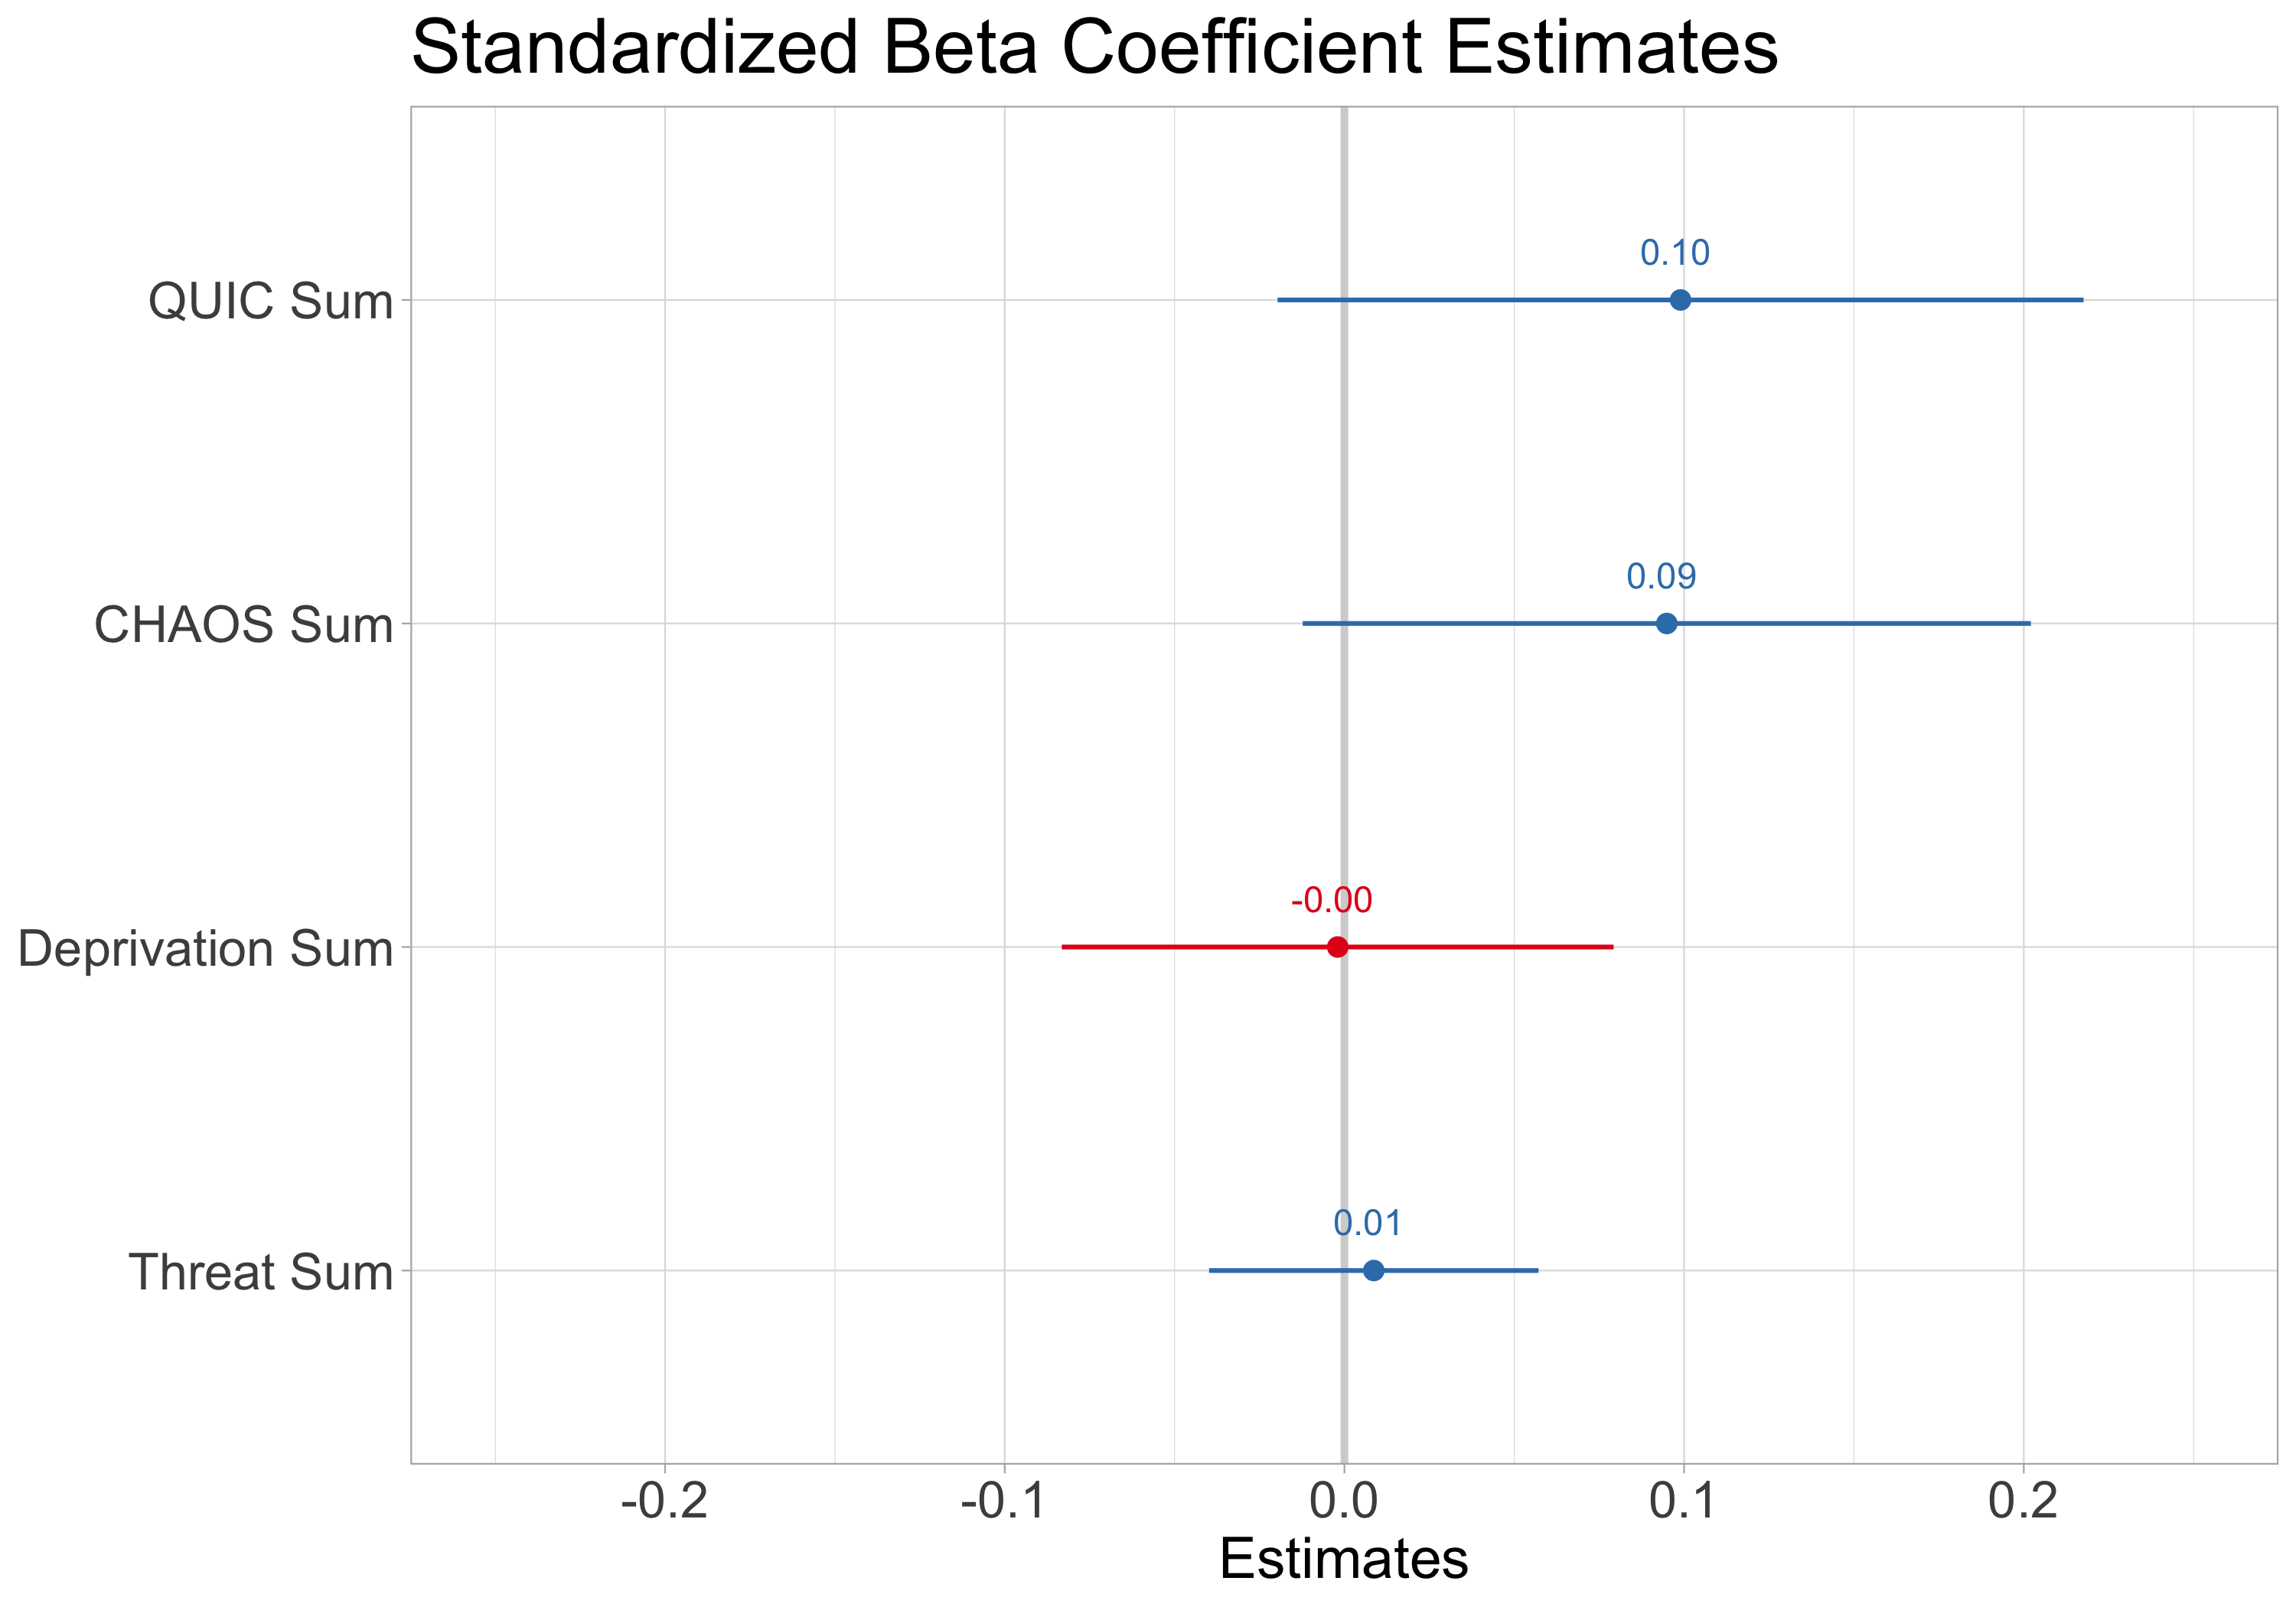 Standardized Beta Coefficient Estimates
QUIC Sum
0.10
CHAOS Sum
0.09
Deprivation Sum
-0.00
Threat Sum
0.01
-0.2 -0.1 0.0 0.1 0.2
Estimates